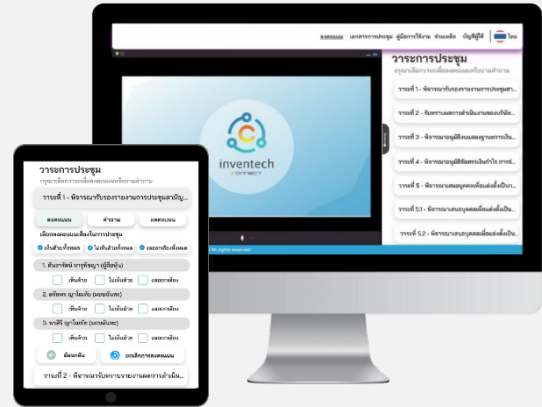 ลงคะแนน เอกสารการประชุม คู่มือการใช้งาน ช่วยเหลือ บัญชีผู้ใช้ ไทย
วาระการประชุม
กรุณาเลือกวาระเพื่อลงคะแนนหรือถามคำถาม
วาระที่ 1 - พิจารณารับรองรายงานการประชุมสา...
วาระที่ 2 - รับทราบผลการดำเนินงานของบริษัท...
วาระที่ 3 - พิจารณาอนุมัติงบแสดงฐานะการเงิน...
วาระที่ 4 - พิจารณาอนุมัติจัดสรรเงินกำไร การจ่...
วาระที่ 5 - พิจารณาเสนอบุคคลเพื่อแต่งตั้งเป็นก...
วาระที่ 5.1 - พิจารณาเสนอบุคคลเพื่อแต่งตั้งเป็น...
วาระที่ 5.2 - พิจารณาเสนอบุคคลเพื่อแต่งตั้งเป็น...
inventech
CONNECT
All rights reserved
วาระการประชุม
กรุณาเลือกวาระเพื่อลงคะแนนหรือถามคำถาม
วาระที่ 1 - พิจารณารับรองรายงานการประชุมสามัญ...
ลงคะแนน คำถาม ผลคะแนน
เลือกลงคะแนนเสียงในการประชุม
เห็นด้วยทั้งหมด ไม่เห็นด้วยทั้งหมด งดออกเสียงทั้งหมด
เห็นด้วย ไม่เห็นด้วย งดออกเสียง
เห็นด้วย ไม่เห็นด้วย งดออกเสียง
เห็นด้วย ไม่เห็นด้วย งดออกเสียง
ย้อนกลับ ยกเลิกการลงคะแนน
วาระที่ 2 - พิจารณารับทราบรายงานผลการดำเนิน...